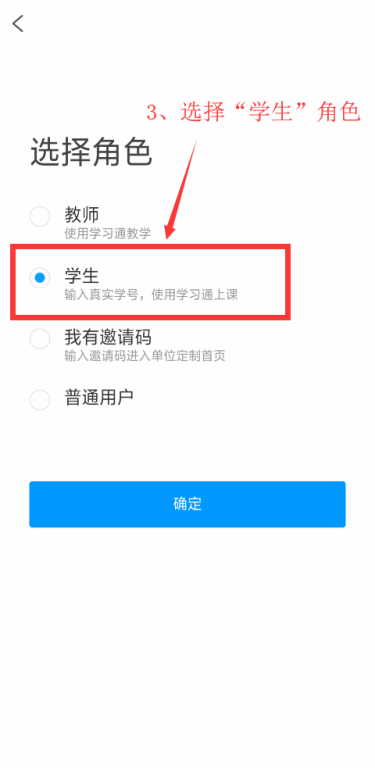 3、选择“学生”角色
选择角色
教师
使用学习通教学
学生
输入真实学号，使用学习通上课
我有邀请码
输入邀请码进入单位定制首页
普通用户
确定